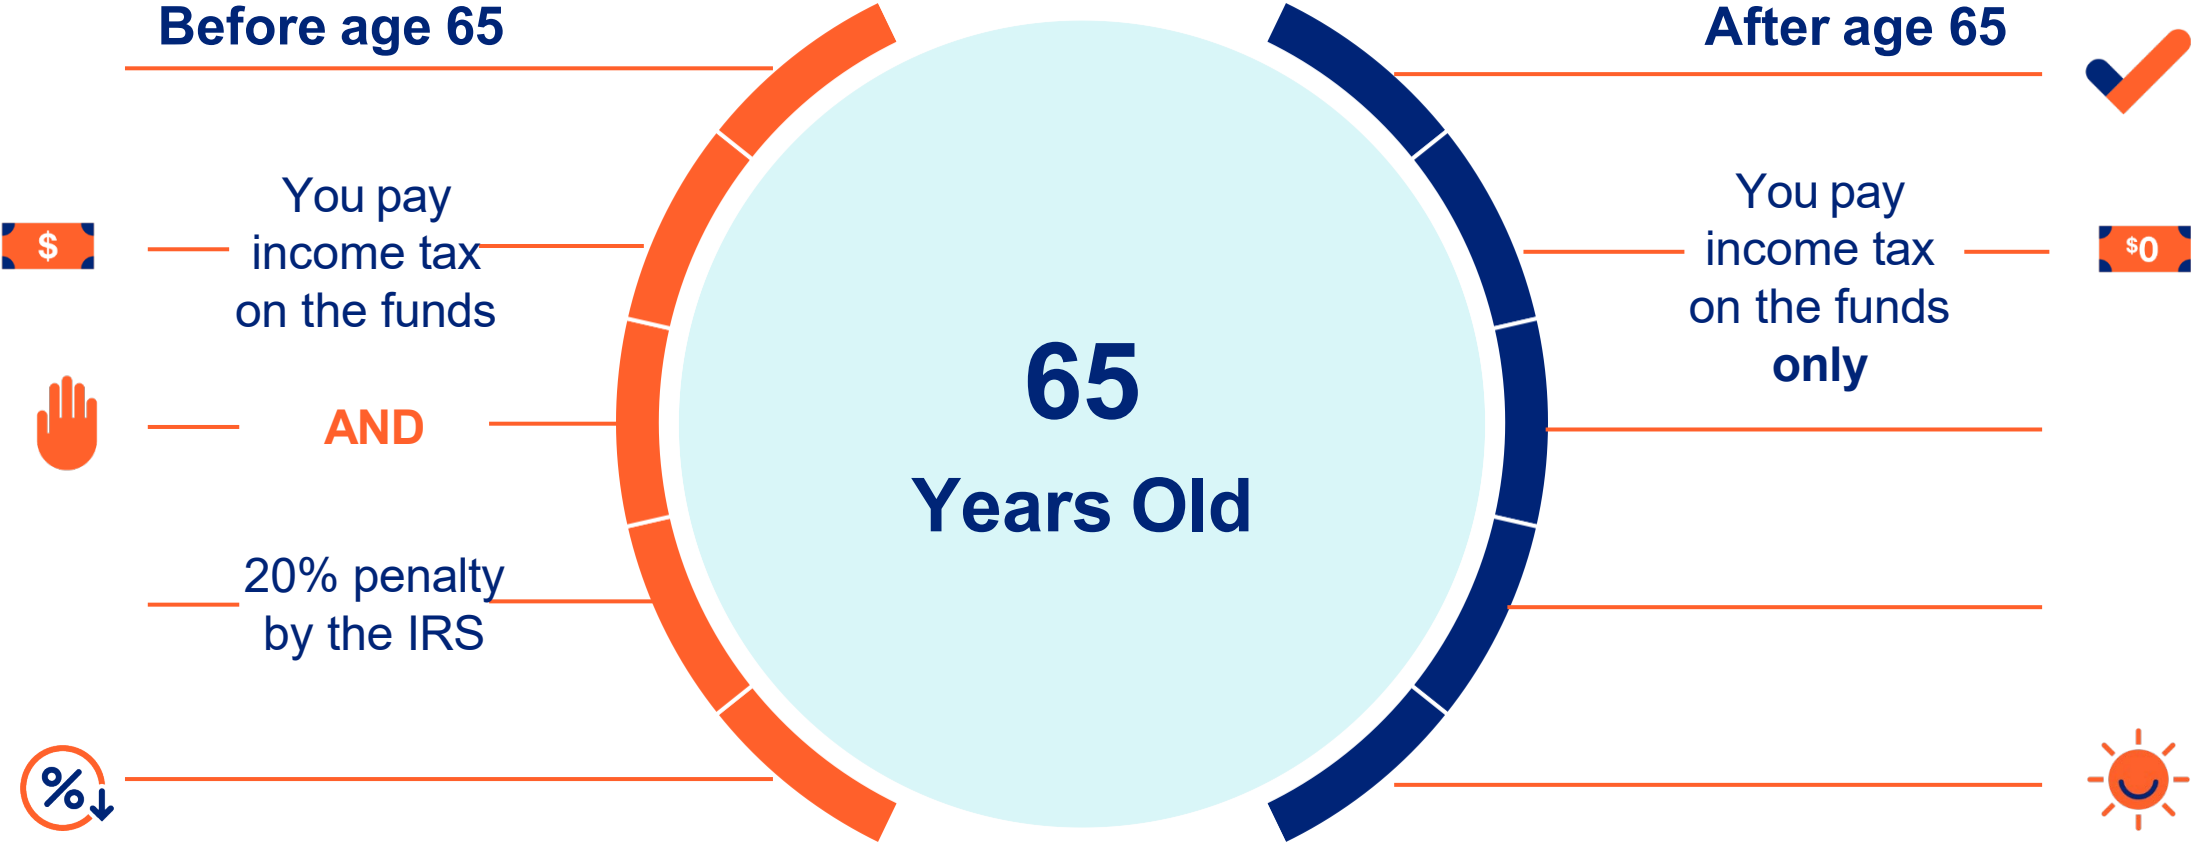 Before age 65
You pay
income tax
on the funds
$
AND
20% penalty
by the IRS
%
65
Years Old
After age 65
You pay
income tax
on the funds
only
$0